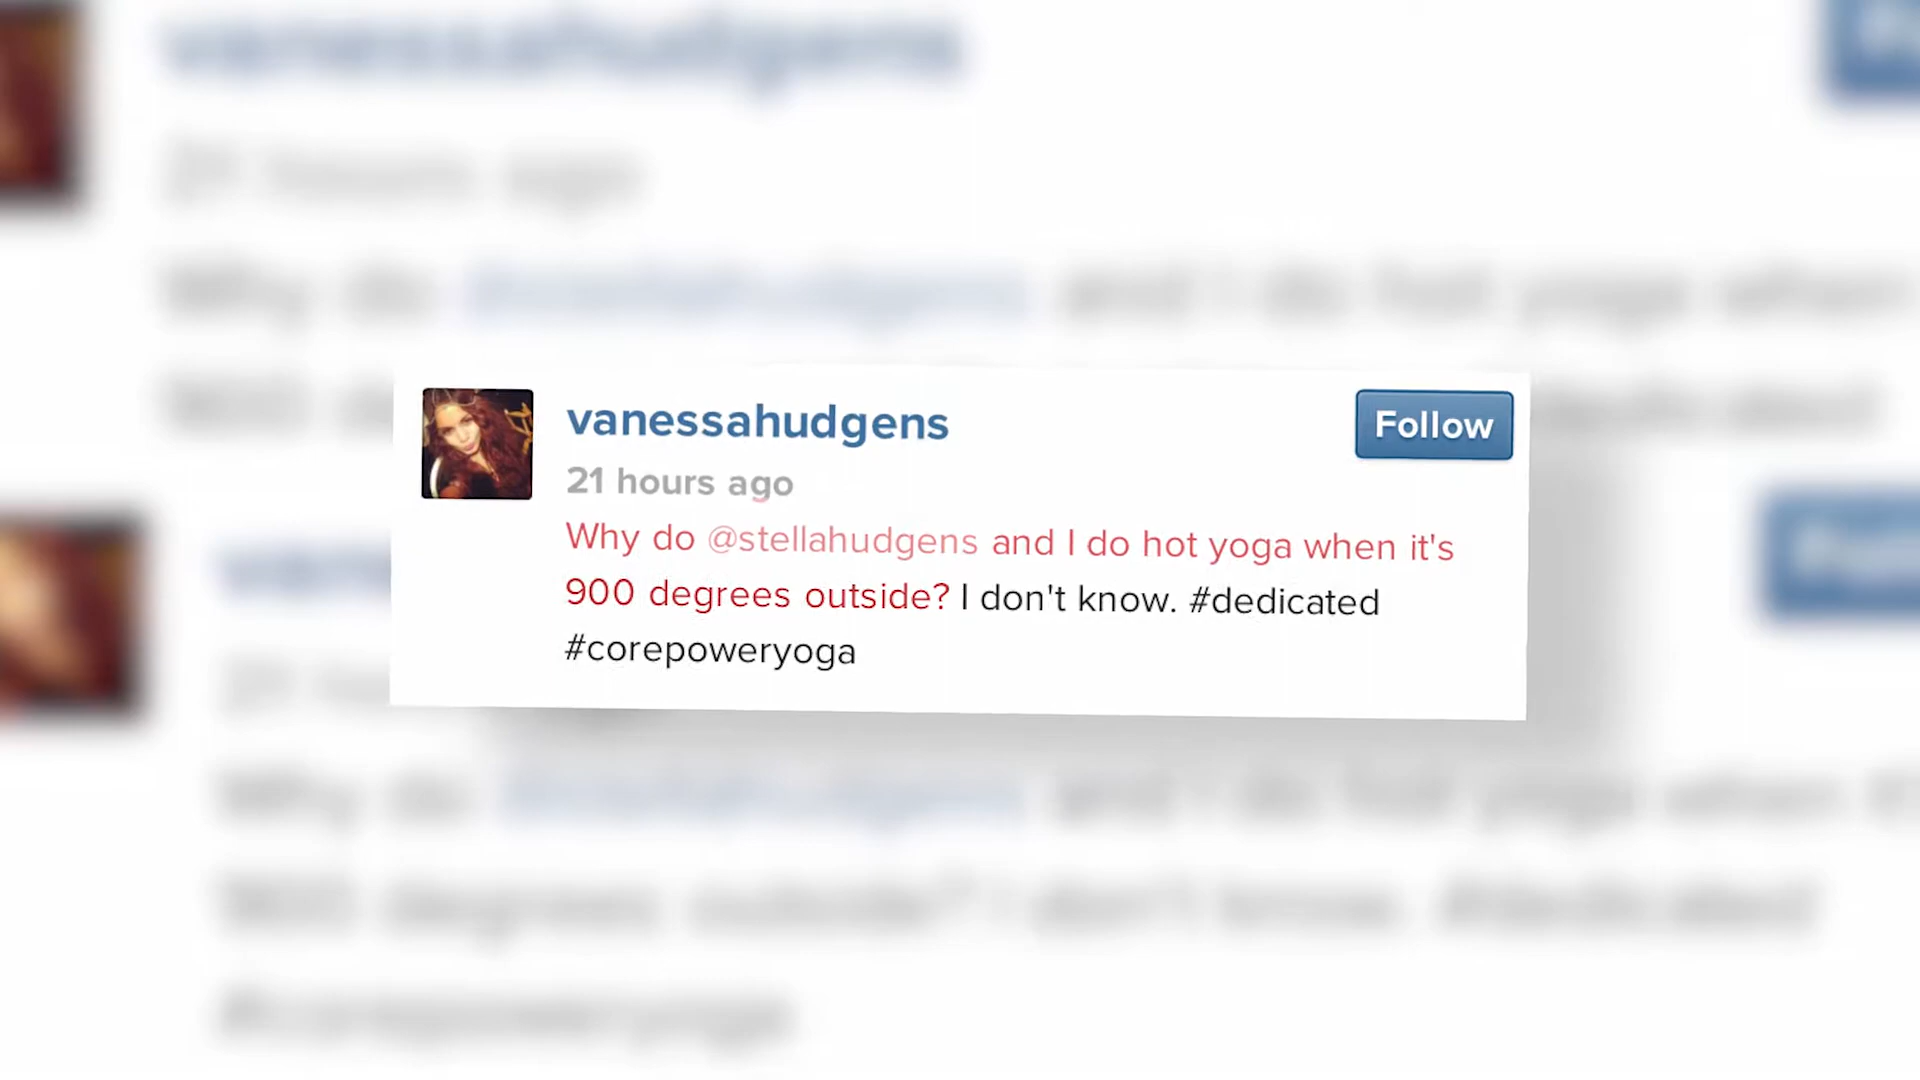 vanessahudgens
Follow
21 hours ago
Why do @stellahudgens and I do hot yoga when it's
900 degrees outside? I don't know. #dedicated
#corepoweryoga